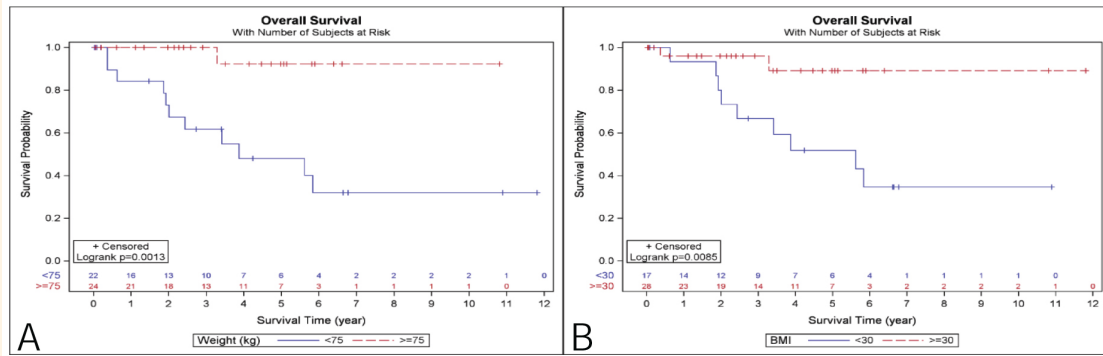 Overall Survival
With Number of Subjects at Risk
Survival Probability
1.0
0.8
0.6
0.4
0.2
0.0
+ Censored
Logrank p=0.0013
<75 22 16 13 10 7 6 4 2 2 2 2 1 0
>=75 24 21 18 13 11 7 3 1 1 1 1 0
0 1 2 3 4 5 6 7 8 9 10 11 12
Survival Time (year)
Weight (kg) <75 >=75
A
Overall Survival
With Number of Subjects at Risk
Survival Probability
1.0
0.8
0.6
0.4
0.2
0.0
+ Censored
Logrank p=0.0085
<30 17 14 12 9 7 6 4 1 1 1 1 0
>=30 28 23 19 14 11 7 3 2 2 2 2 1 0
0 1 2 3 4 5 6 7 8 9 10 11 12
Survival Time (year)
BMI <30 >=30
B